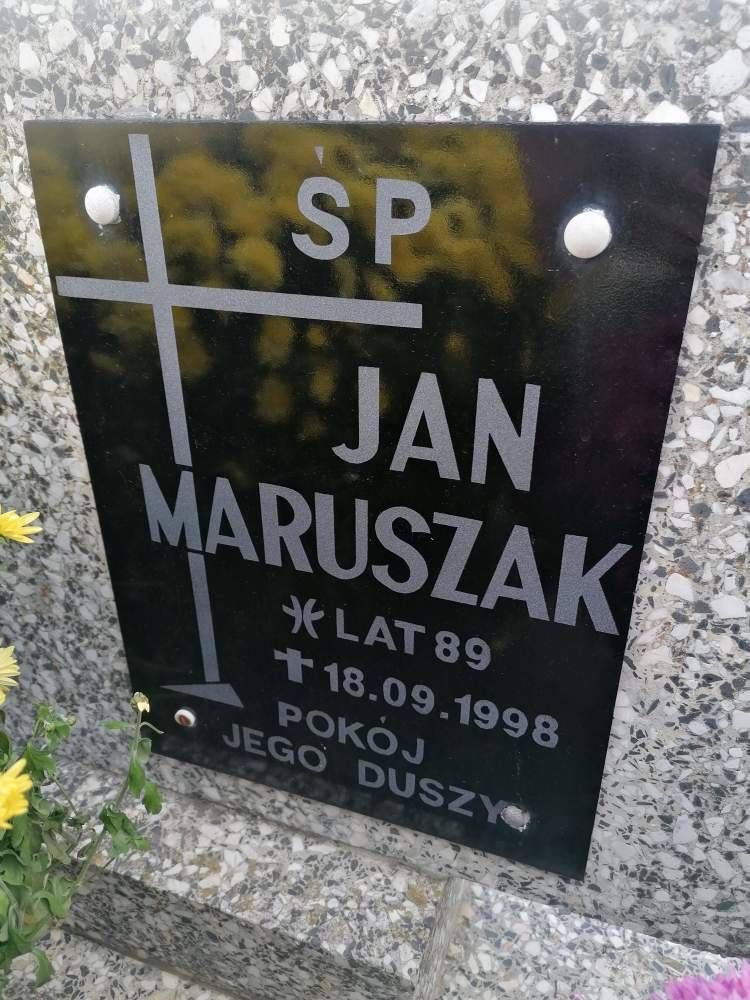 ŚP
JAN
MARUSZAK
LAT 89
18.09.1998
POKÓJ
JEGO DUSZY